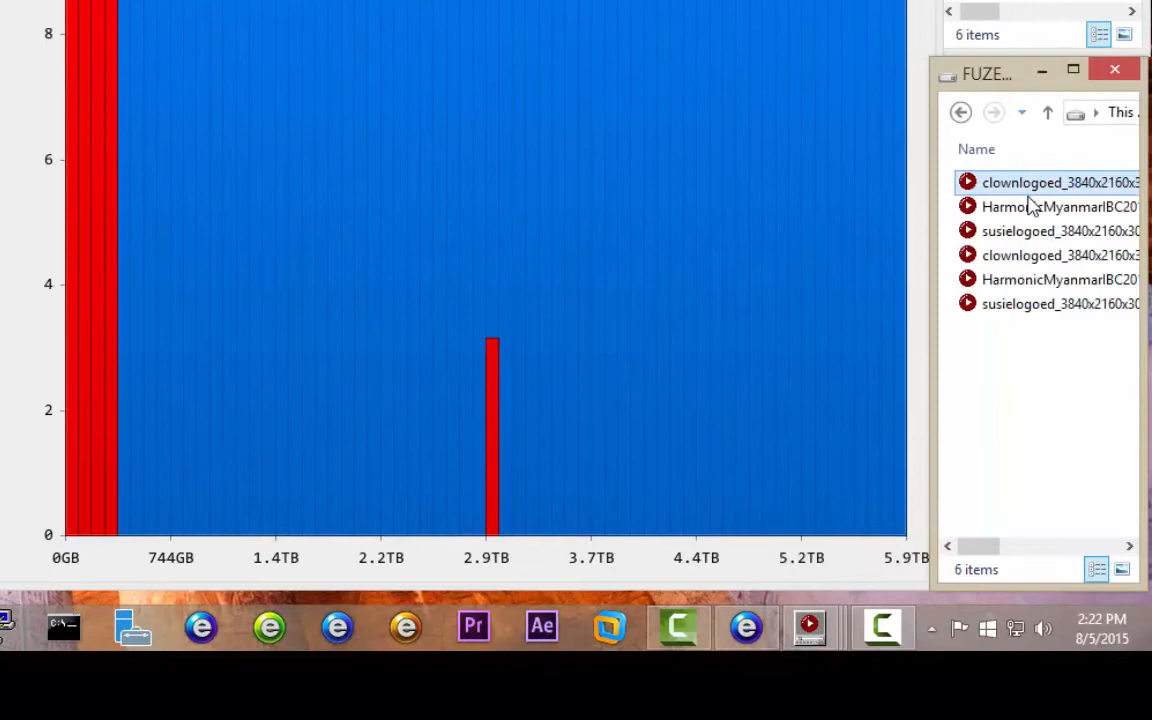 8
6
4
2
0
0GB 744GB 1.4TB 2.2TB 2.9TB 3.7TB 4.4TB 5.2TB 5.9TB
6 items
FUZE...
This
Name
clownlogoed_3840x2160x3
HarmonicMyanmarIBC20
susielogoed_3840x2160x30
clownlogoed_3840x2160x3
HarmonicMyanmarIBC20
susielogoed_3840x2160x30
6 items
C:\.
Pr
Ae
2:22 PM
8/5/2015